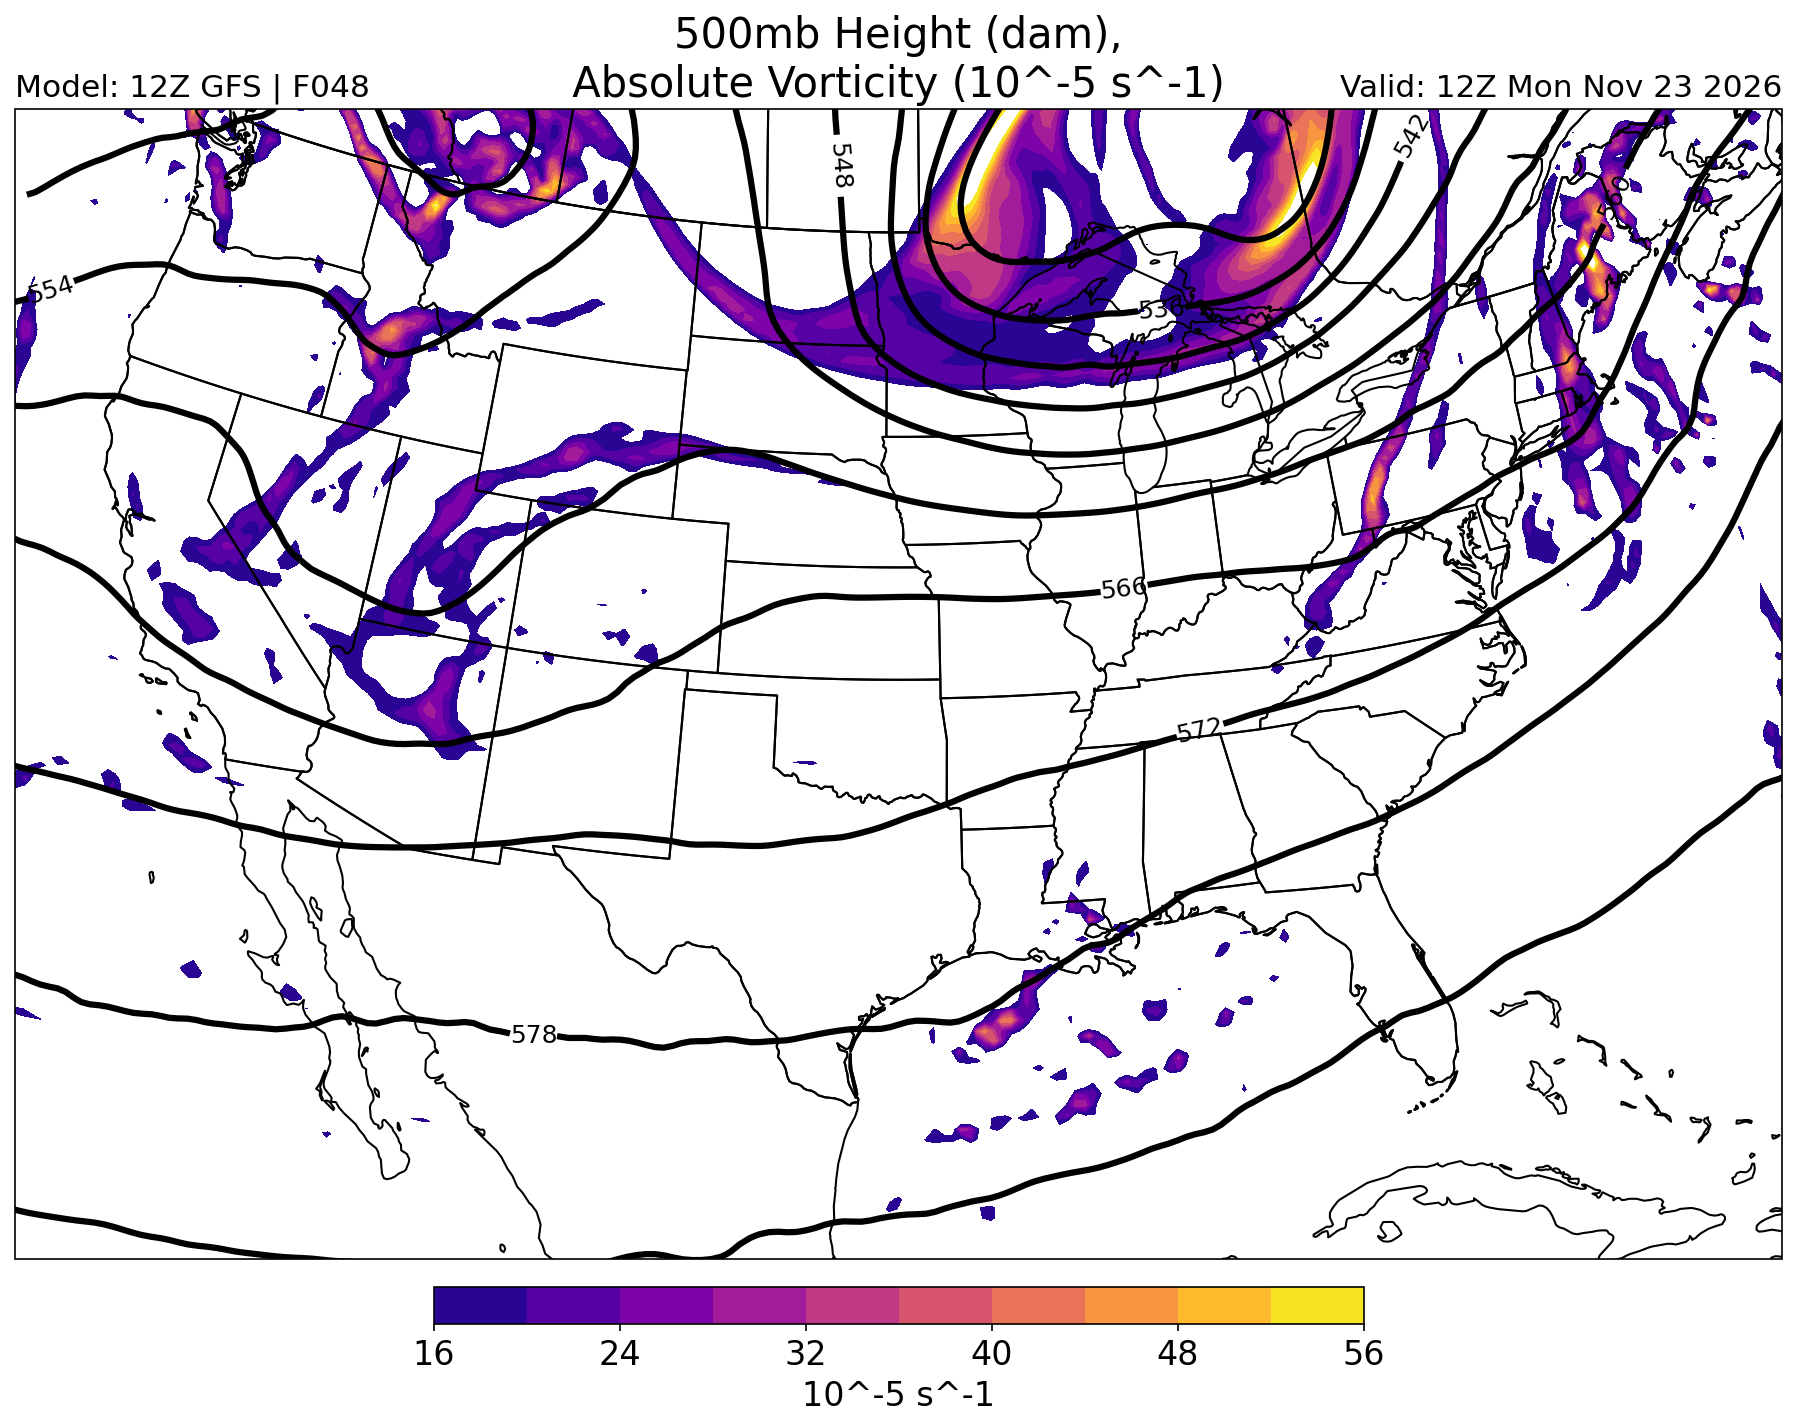 500mb Height (dam),
Absolute Vorticity (10^-5 s^-1)
Model: 12Z GFS | F048
Valid: 12Z Mon Nov 23 2026
542
548
560
554
536
566
572
578
16 24 32 40 48 56
10^-5 s^-1